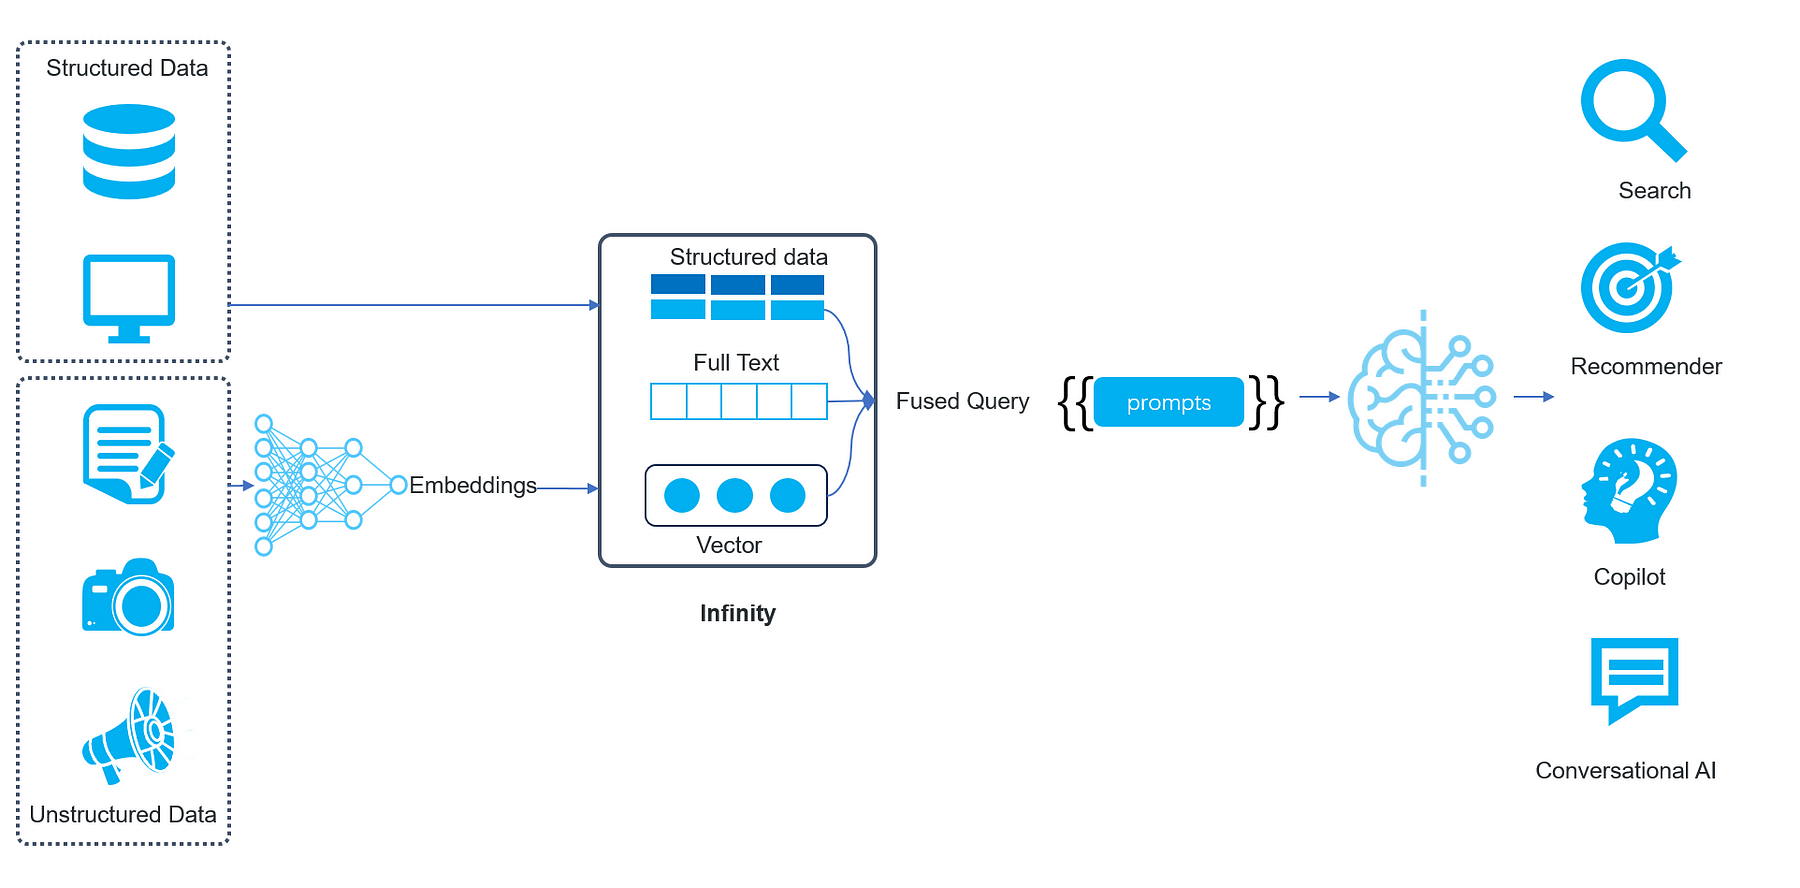 Structured Data
Unstructured Data
Embeddings
Structured data
Full Text
Vector
Infinity
Fused Query
{{ prompts }}
Search
Recommender
Copilot
Conversational AI